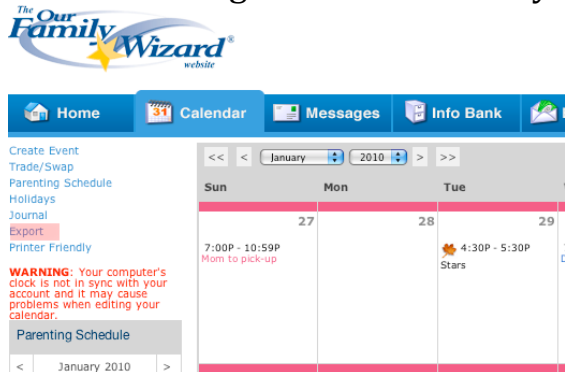 The Our
Family Wizard®
website
Home Calendar Messages Info Bank
Create Event
Trade/Swap
Parenting Schedule
Holidays
Journal
Export
Printer Friendly
WARNING: Your computer's
clock is not in sync with your
account and it may cause
problems when editing your
calendar.
Parenting Schedule
< January 2010 >
<< < January 2010 > >>
Sun Mon Tue
27 28 29
7:00P - 10:59P
Mom to pick-up
4:30P - 5:30P
Stars